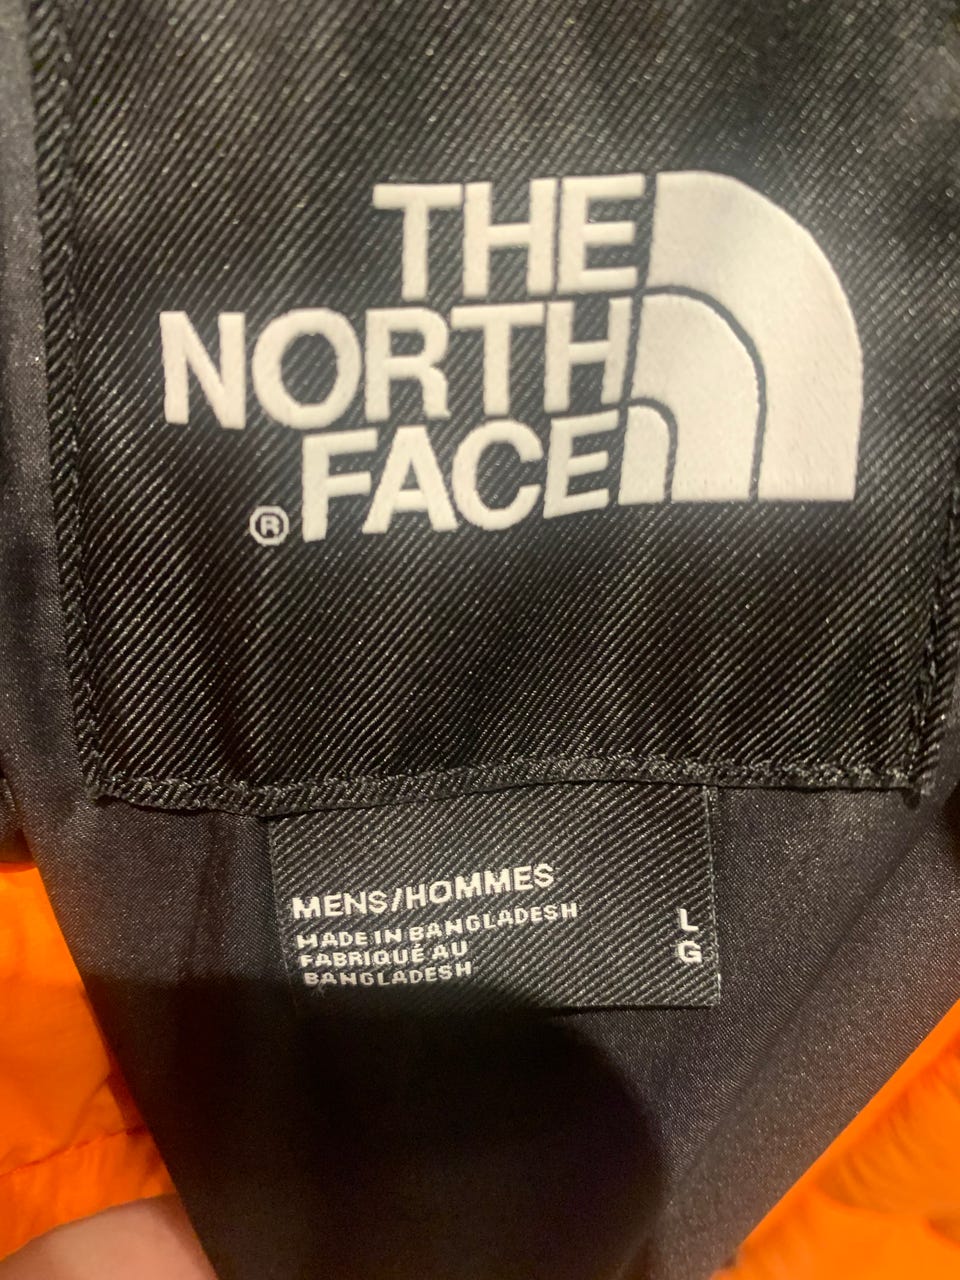 THE
NORTH
FACE
®
MENS/HOMMES
MADE IN BANGLADESH
FABRIQUÉ AU
BANGLADESH
L
G